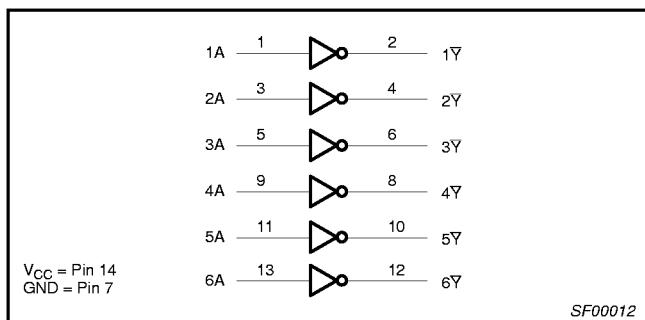 1A 1 2 1Y̅
2A 3 4 2Y̅
3A 5 6 3Y̅
4A 9 8 4Y̅
5A 11 10 5Y̅
6A 13 12 6Y̅
VCC = Pin 14
GND = Pin 7
SF00012